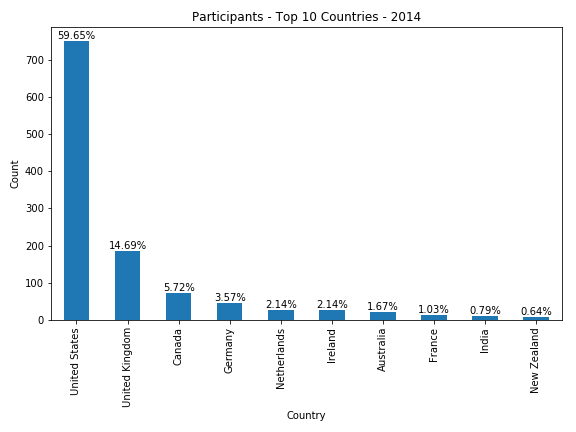 Participants - Top 10 Countries - 2014
59.65%
14.69%
5.72%
3.57%
2.14%
2.14%
1.67%
1.03%
0.79%
0.64%
700
600
500
400
300
200
100
0
Count
United States
United Kingdom
Canada
Germany
Netherlands
Ireland
Australia
France
India
New Zealand
Country